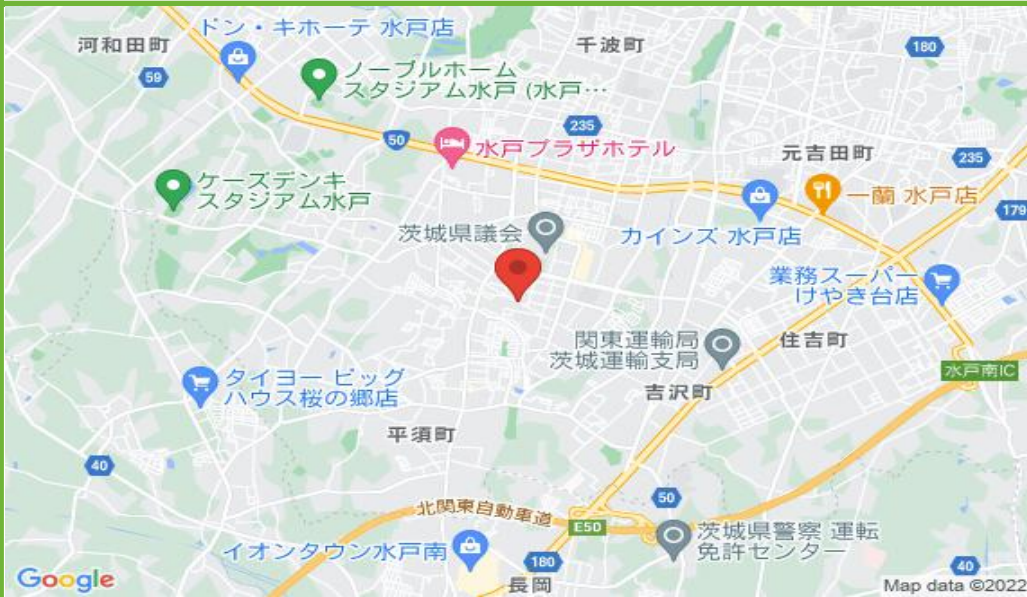 ドン・キホーテ 水戸店
河和田町
千波町
180
59
ノーブルホーム
スタジアム水戸 (水戸…
50
235
水戸プラザホテル
元吉田町
235
ケーズデンキ
スタジアム水戸
一蘭 水戸店
179
茨城県議会
カインズ 水戸店
業務スーパー
けやき台店
関東運輸局
茨城運輸支局
住吉町
水戸南IC
タイヨー ビッグ
ハウス桜の郷店
吉沢町
平須町
40
50
北関東自動車道
E50
茨城県警察 運転
免許センター
イオンタウン水戸南
180
40
Google
長岡
Map data ©2022